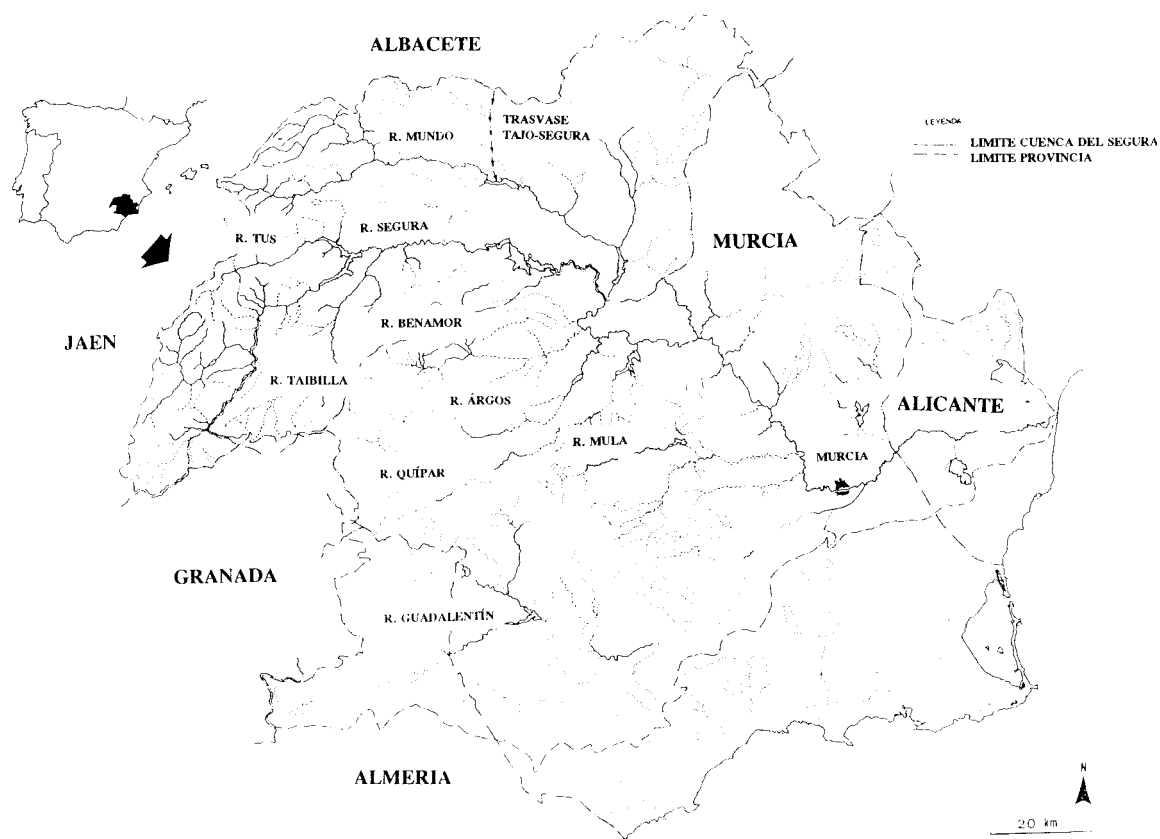 ALBACETE
TRASVASE
TAJO-SEGURA
R. MUNDO
LEYENDA
LIMITE CUENCA DEL SEGURA
LIMITE PROVINCIA
R. TUS
R. SEGURA
MURCIA
JAEN
R. BENAMOR
R. TAIBILLA
R. ÁRGOS
ALICANTE
R. MULA
MURCIA
R. QUÍPAR
GRANADA
R. GUADALENTÍN
ALMERIA
N
20 km